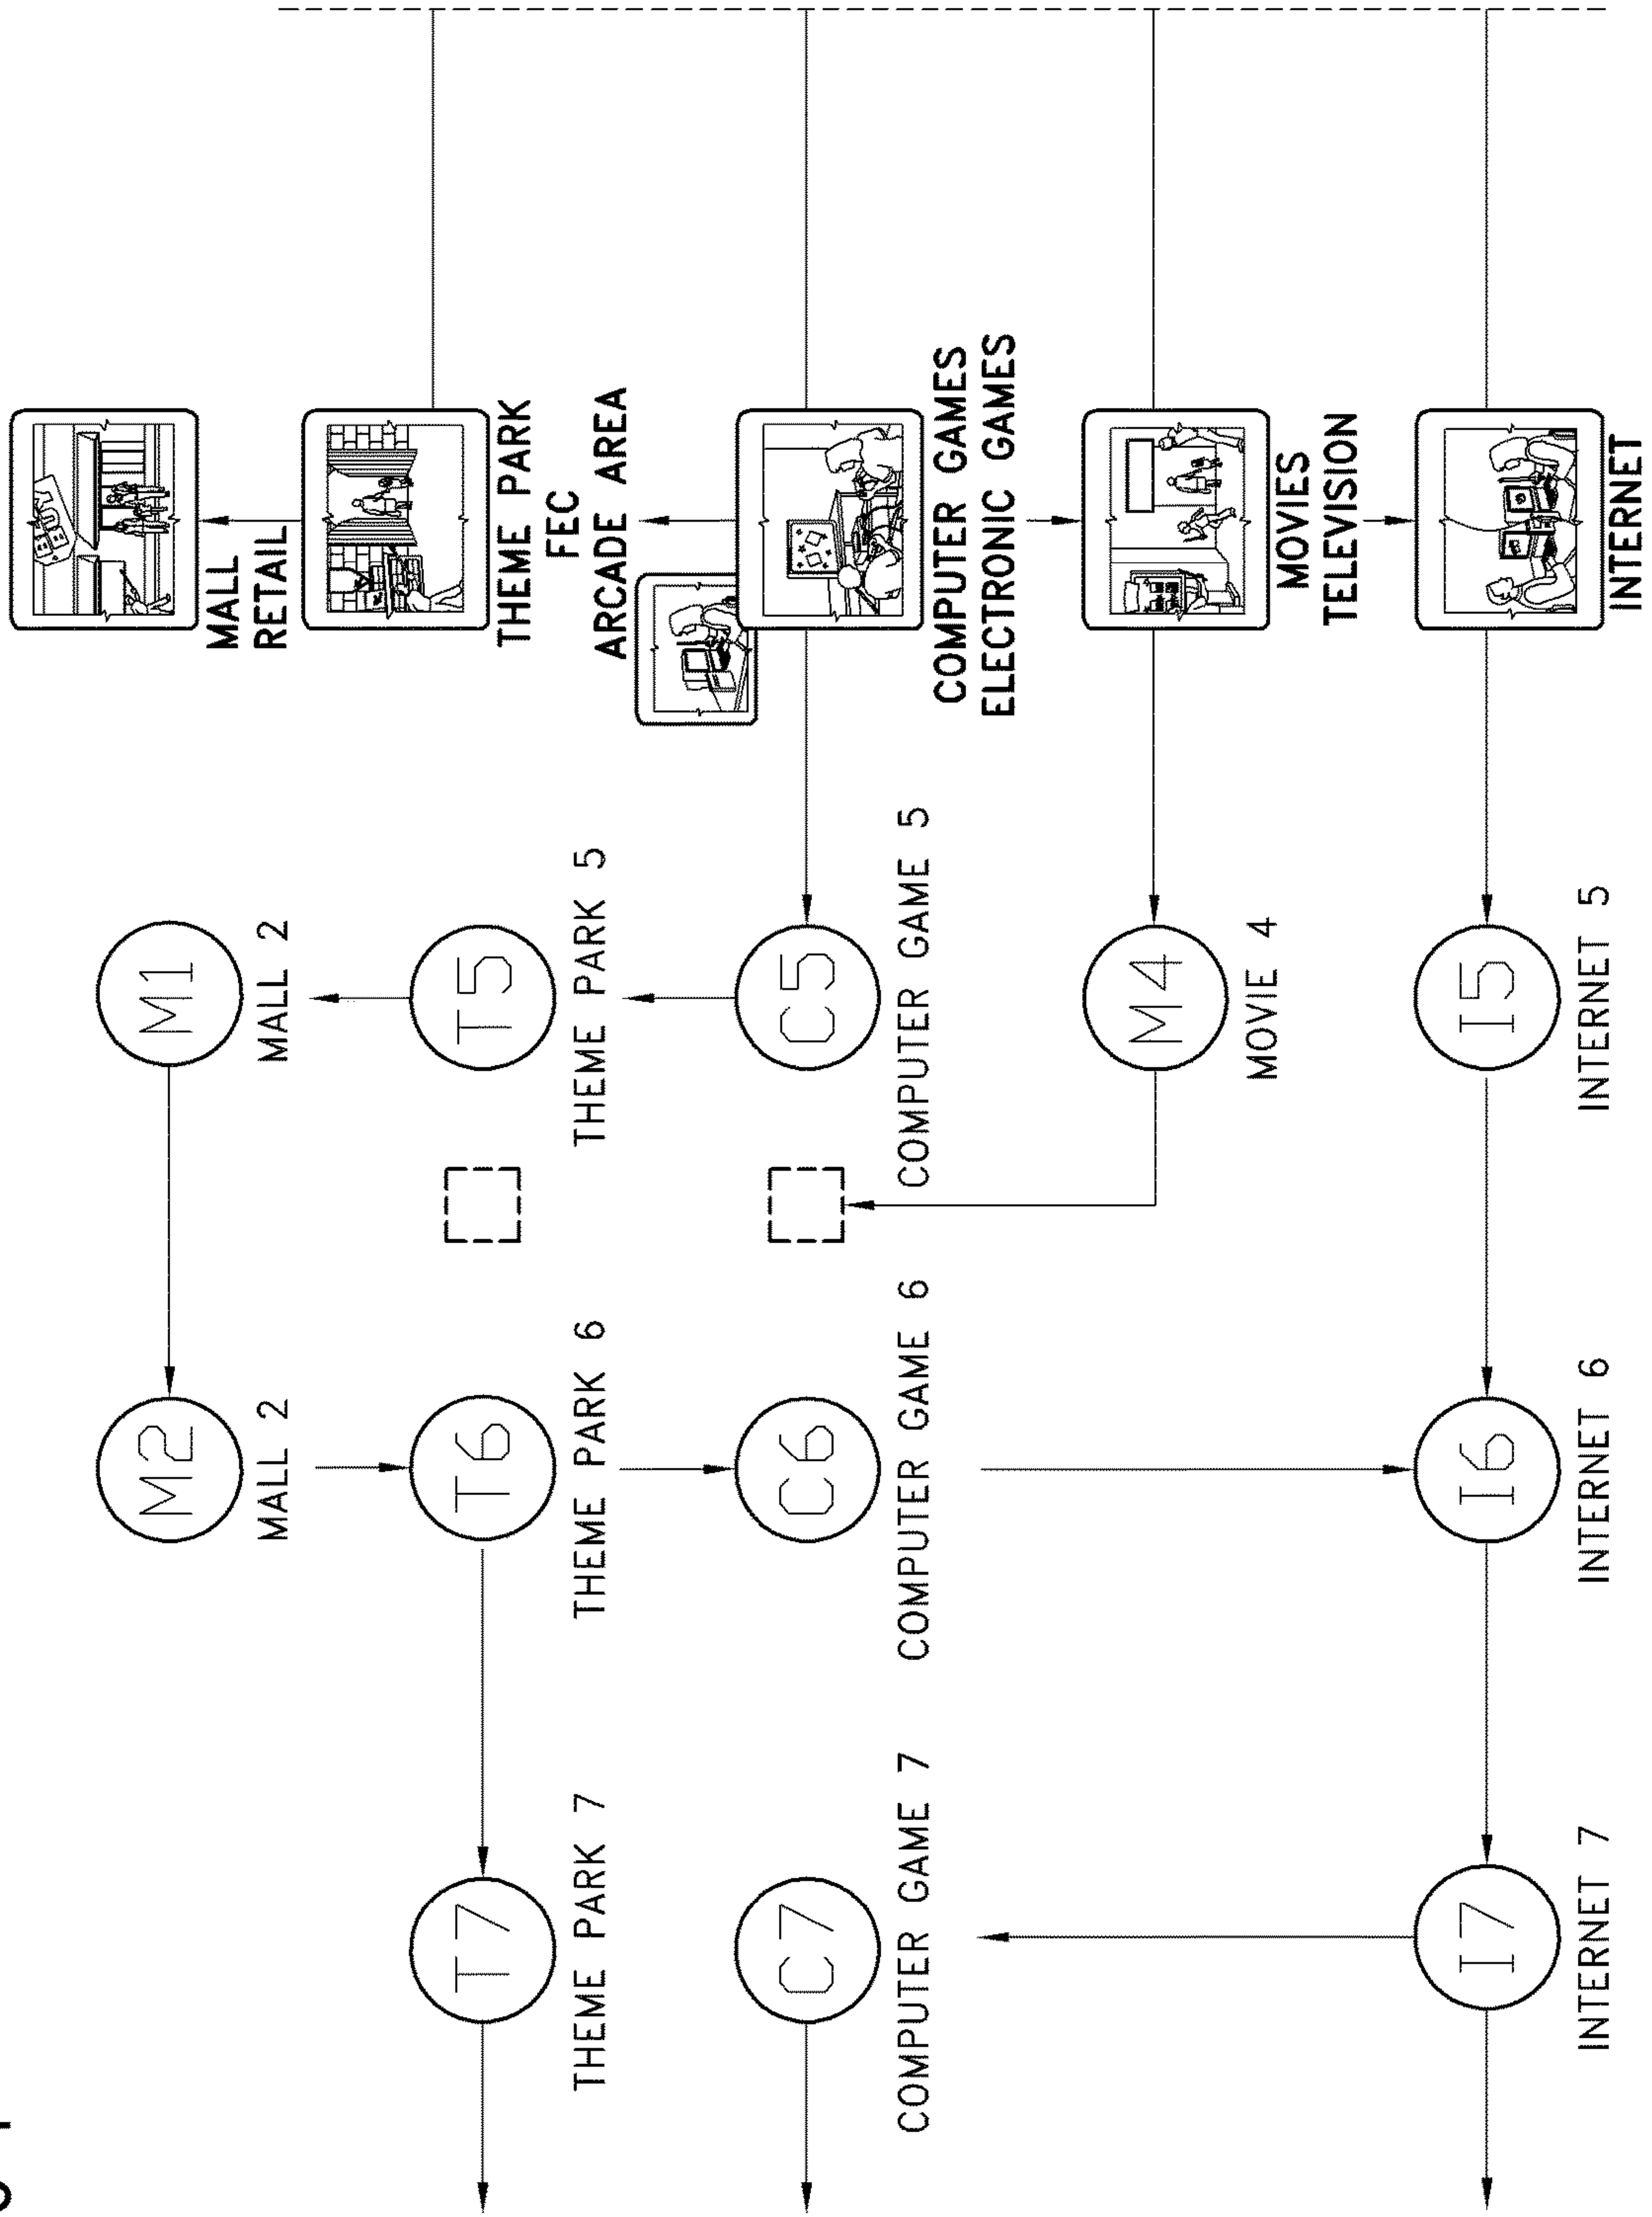 BUY
M2
M1
MALL
RETAIL
MALL 2
MALL 2
T7
T6
T5
THEME PARK
FEC
ARCADE AREA
THEME PARK 7
THEME PARK 6
THEME PARK 5
C7
C6
C5
COMPUTER GAME 7
COMPUTER GAME 6
COMPUTER GAME 5
COMPUTER GAMES
ELECTRONIC GAMES
M4
MOVIE 4
MOVIES
TELEVISION
I7
I6
I5
INTERNET 7
INTERNET 6
INTERNET 5
INTERNET